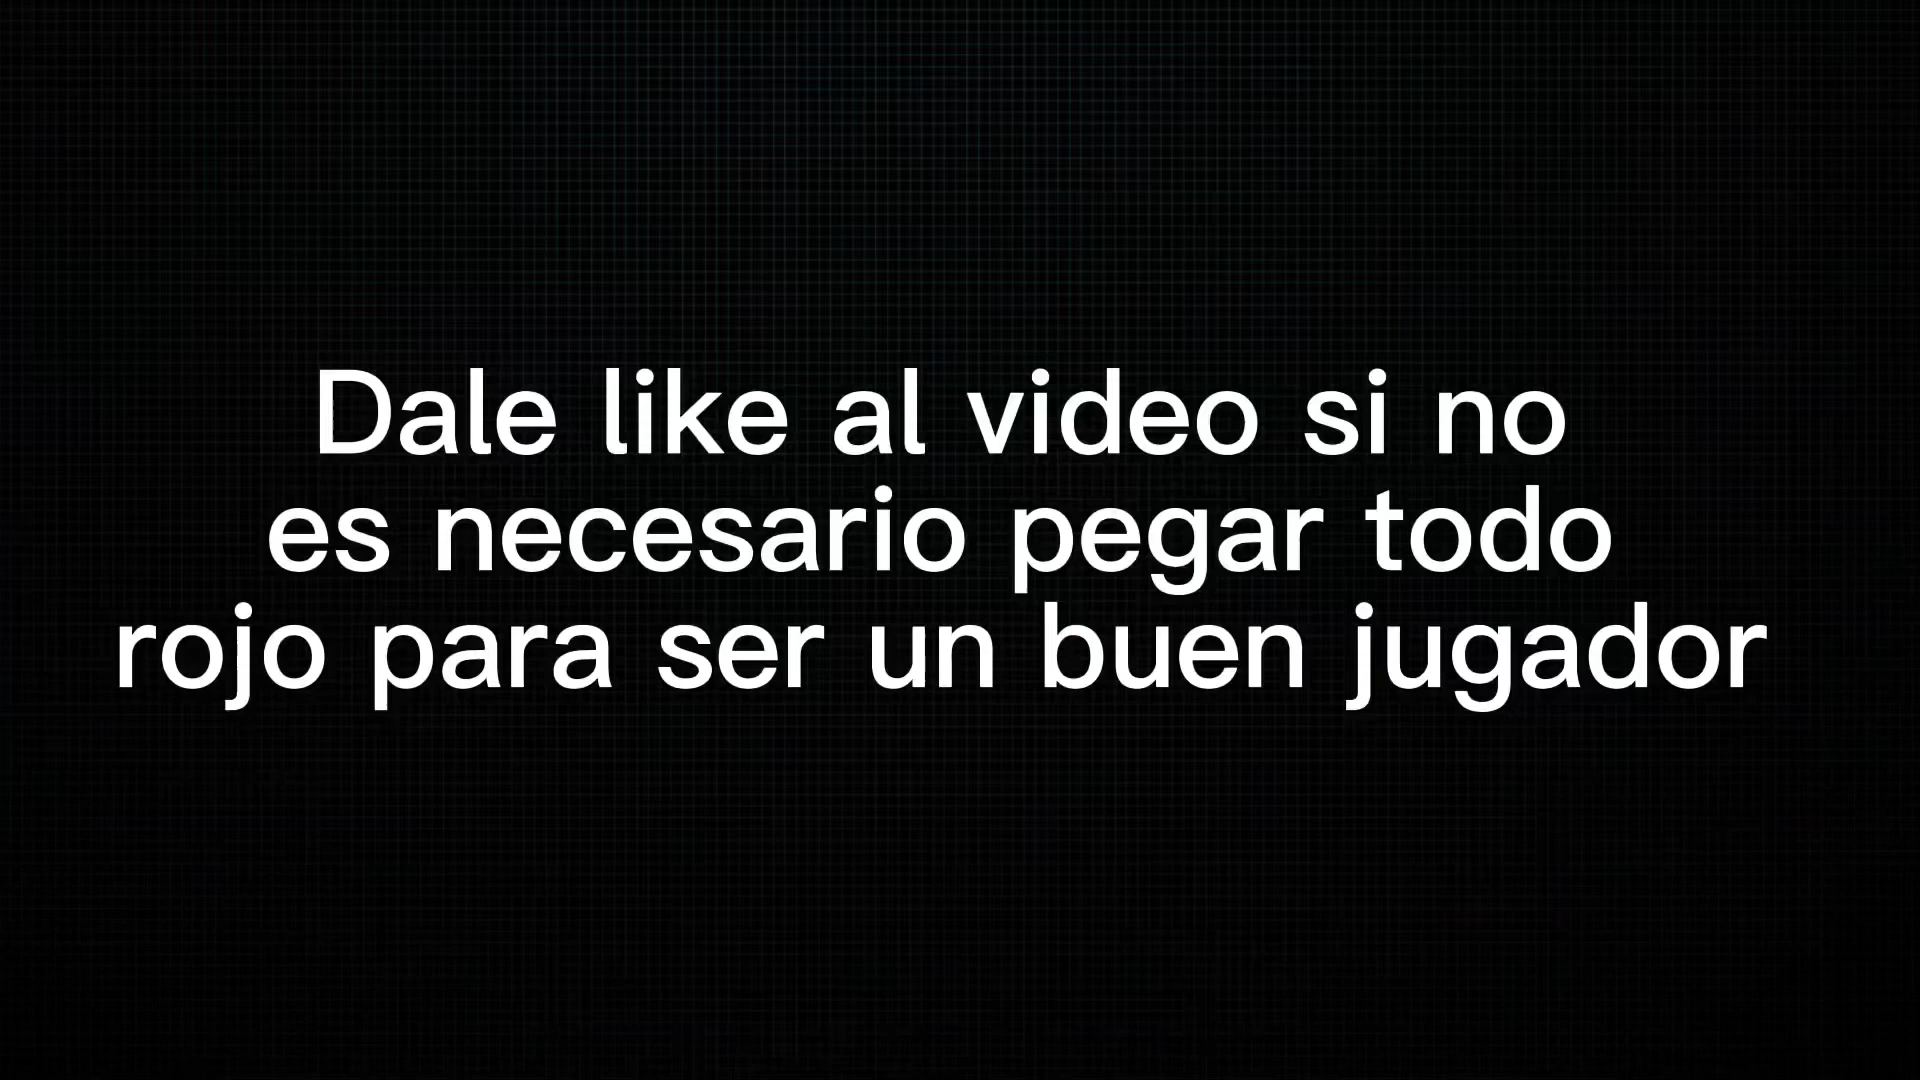 Dale like al video si no
es necesario pegar todo
rojo para ser un buen jugador